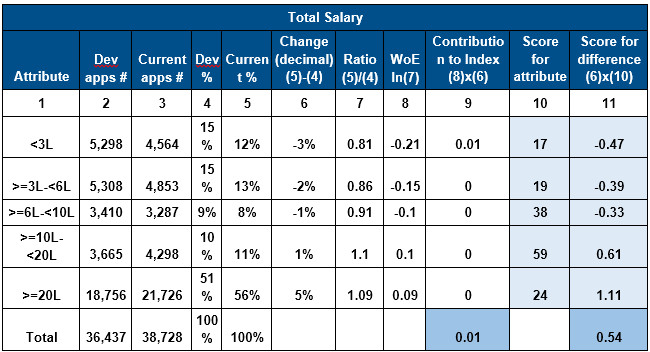 Total Salary
Attribute Dev apps # Current apps # Dev % Curren t % Change (decimal) (5)-(4) Ratio (5)/(4) WoE ln(7) Contributio n to Index (8)x(6) Score for attribute Score for difference (6)x(10)
1 2 3 4 5 6 7 8 9 10 11
<3L 5,298 4,564 15 % 12% -3% 0.81 -0.21 0.01 17 -0.47
>=3L-<6L 5,308 4,853 15 % 13% -2% 0.86 -0.15 0 19 -0.39
>=6L-<10L 3,410 3,287 9% 8% -1% 0.91 -0.1 0 38 -0.33
>=10L-<20L 3,665 4,298 10 % 11% 1% 1.1 0.1 0 59 0.61
>=20L 18,756 21,726 51 % 56% 5% 1.09 0.09 0 24 1.11
Total 36,437 38,728 100 % 100% 0.01 0.54